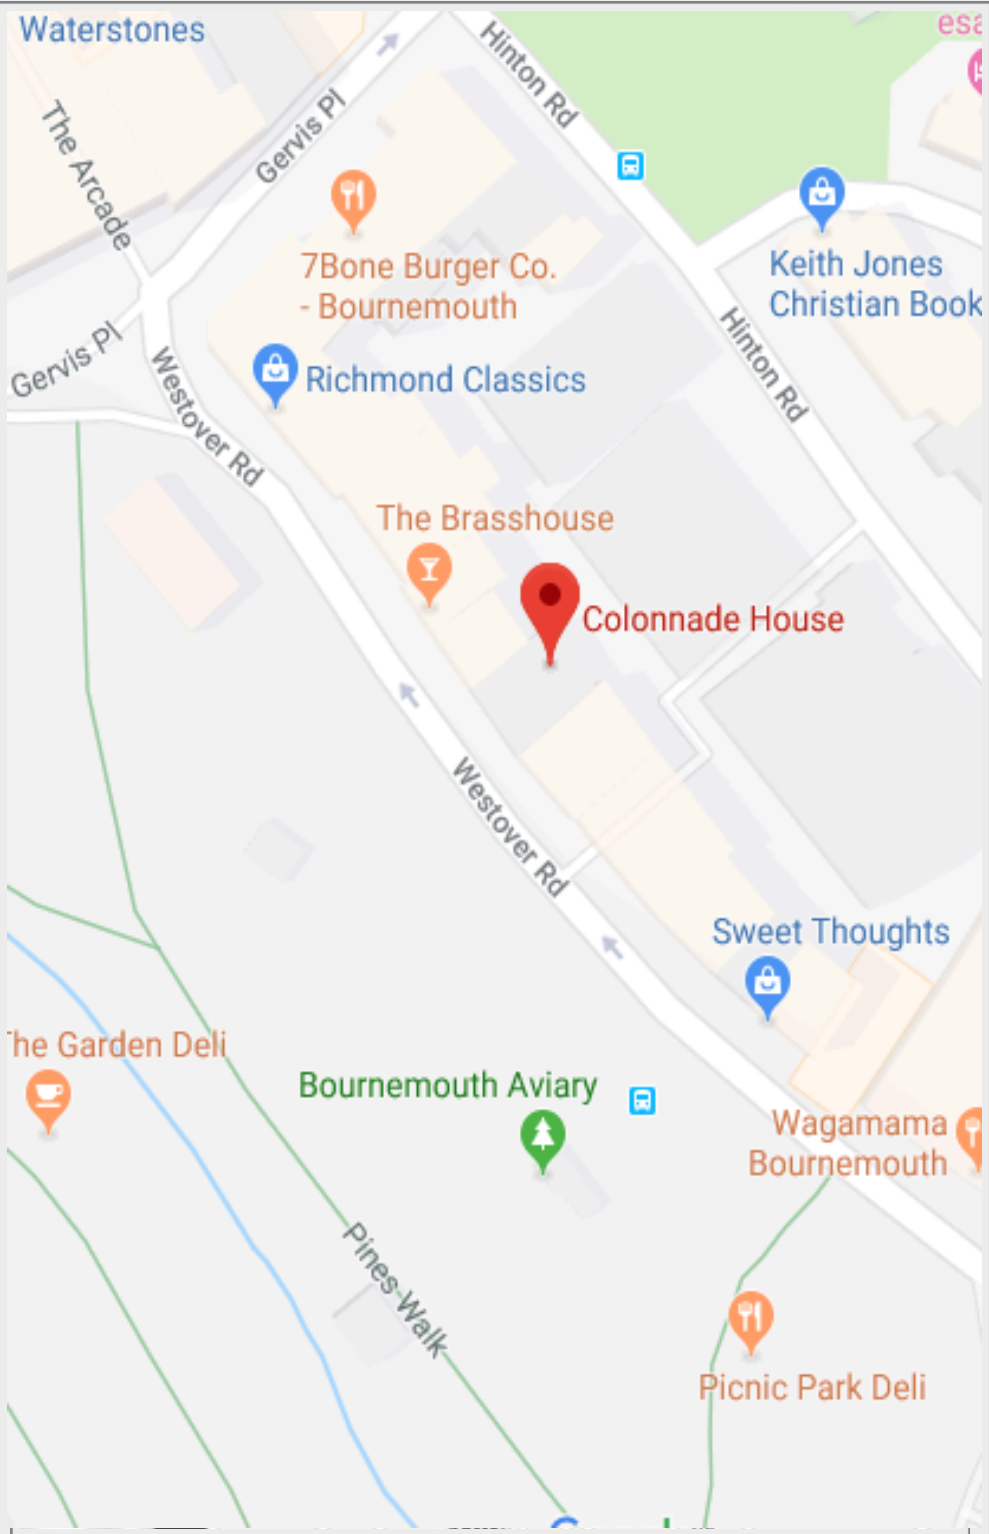 Waterstones
esa
Hinton Rd
The Arcade
Gervis Pl
7Bone Burger Co.
- Bournemouth
Keith Jones
Christian Book
Gervis Pl
Westover Rd
Richmond Classics
Hinton Rd
The Brasshouse
Colonnade House
Westover Rd
Sweet Thoughts
The Garden Deli
Bournemouth Aviary
Wagamama
Bournemouth
Pines Walk
Picnic Park Deli